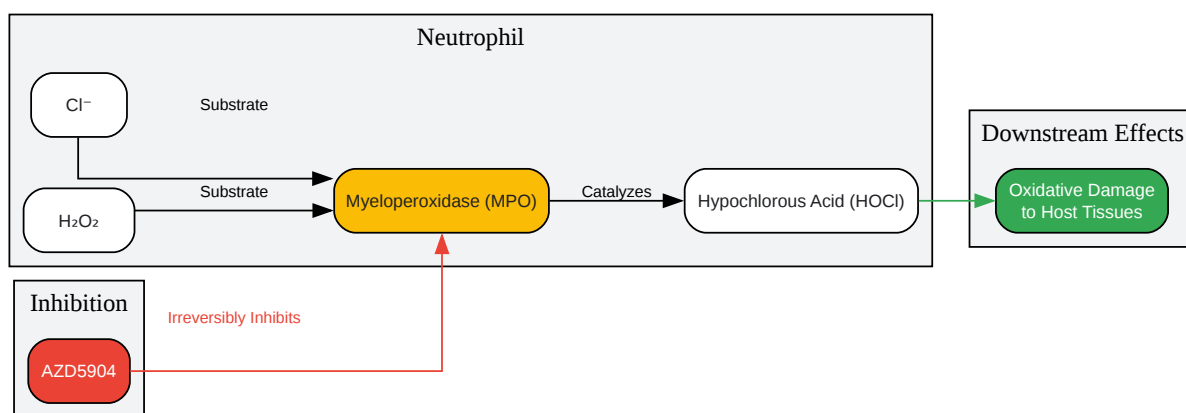 Neutrophil
Cl⁻
Substrate
Downstream Effects
Substrate
Myeloperoxidase (MPO)
Catalyzes
Hypochlorous Acid (HOCl)
Oxidative Damage
to Host Tissues
H₂O₂
Inhibition
Irreversibly Inhibits
AZD5904